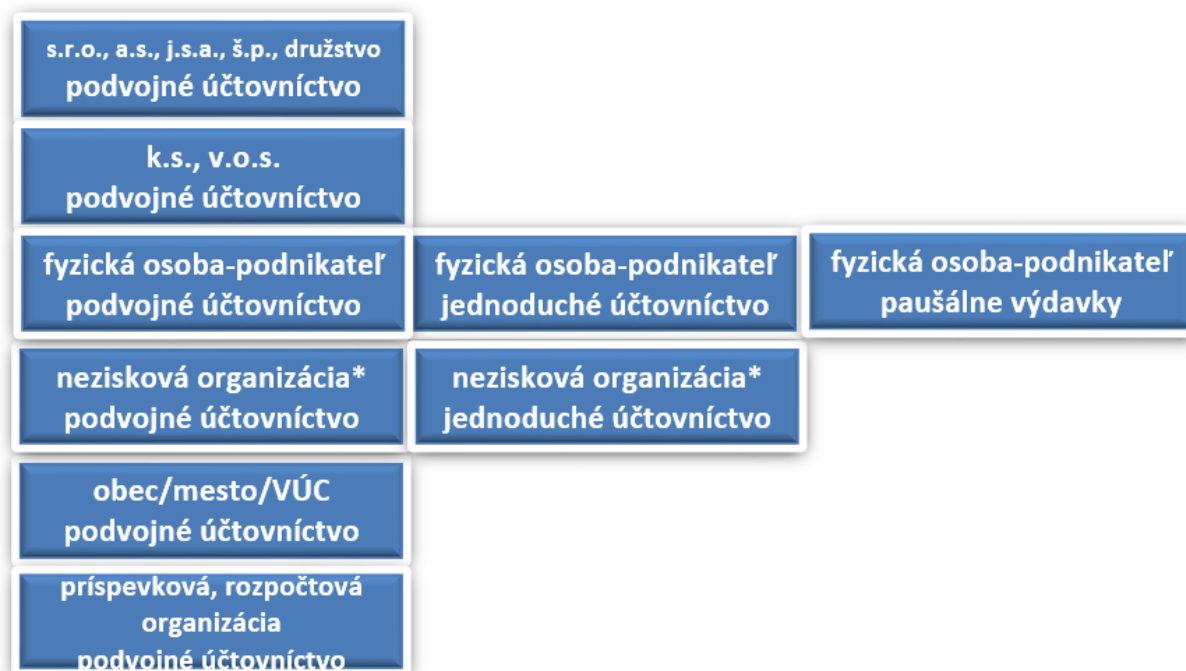 s.r.o., a.s., j.s.a., š.p., družstvo
podvojné účtovníctvo
k.s., v.o.s.
podvojné účtovníctvo
fyzická osoba-podnikateľ
podvojné účtovníctvo
fyzická osoba-podnikateľ
jednoduché účtovníctvo
fyzická osoba-podnikateľ
paušálne výdavky
nezisková organizácia*
podvojné účtovníctvo
nezisková organizácia*
jednoduché účtovníctvo
obec/mesto/VÚC
podvojné účtovníctvo
príspevková, rozpočtová
organizácia
podvojné účtovníctvo